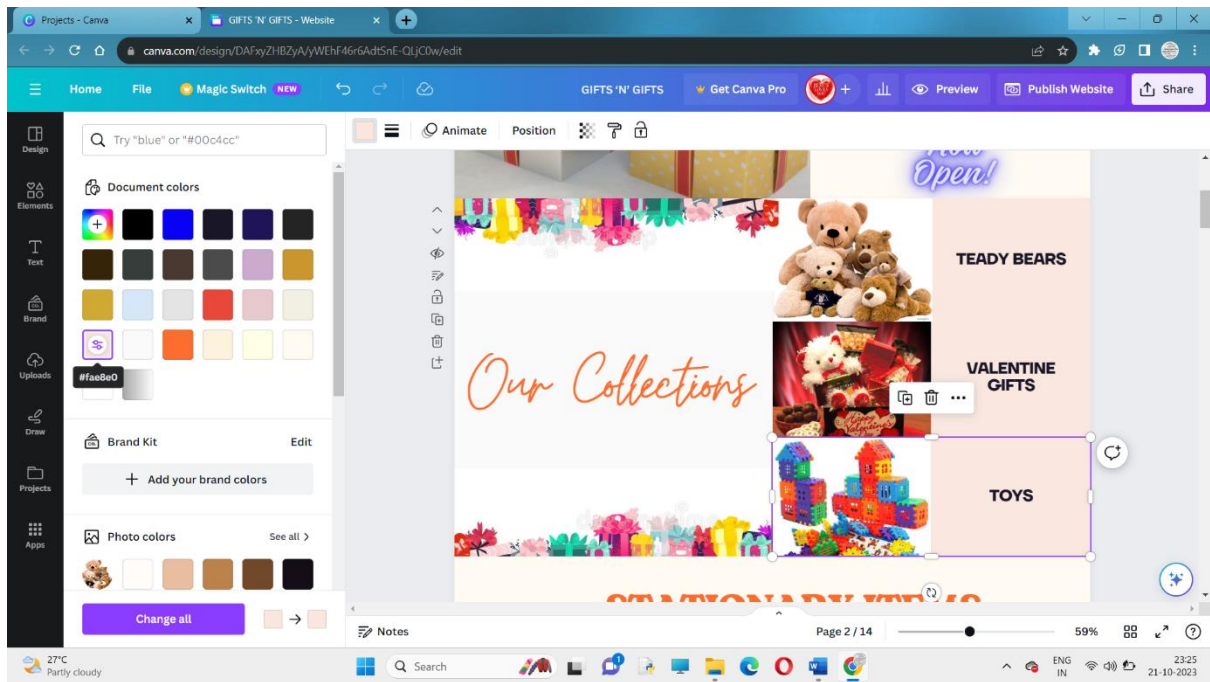 Projects - Canva
GIFTS 'N' GIFTS - Website
canva.com/design/DAFxyZHBZyA/yWEhF46r6AdtSnE-QLjC0w/edit
Home File Magic Switch NEW GIFTS 'N' GIFTS Get Canva Pro Preview Publish Website Share
Design
Elements
Text
Brand
Uploads
Draw
Projects
Apps
Try "blue" or "#00c4cc"
Document colors
#fae8e0
Brand Kit Edit
Add your brand colors
Photo colors See all
Change all
Animate Position
Now
Open!
Our Collections
TEADY BEARS
VALENTINE
GIFTS
TOYS
STATIONARY ITEMS
Notes Page 2 / 14 59%
27°C
Partly cloudy
Search
ENG
IN
23:25
21-10-2023